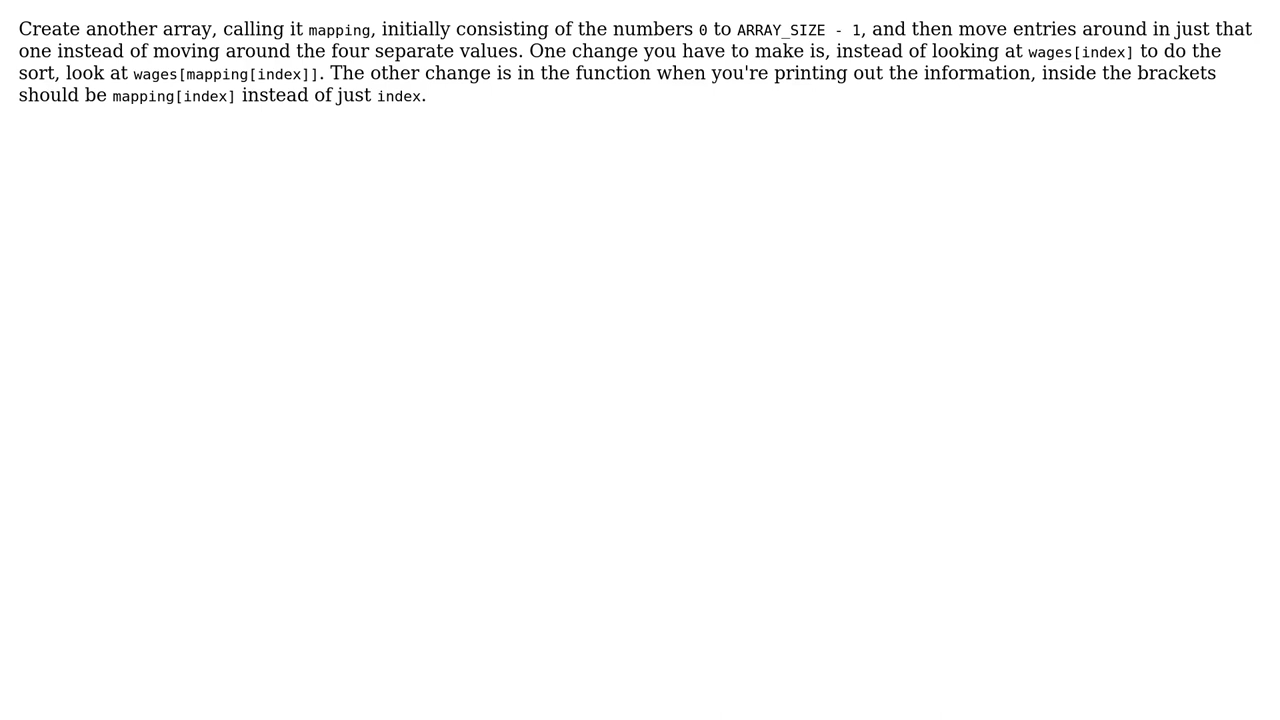 Create another array, calling it mapping, initially consisting of the numbers 0 to ARRAY_SIZE - 1, and then move entries around in just that
one instead of moving around the four separate values. One change you have to make is, instead of looking at wages[index] to do the
sort, look at wages[mapping[index]]. The other change is in the function when you're printing out the information, inside the brackets
should be mapping[index] instead of just index.